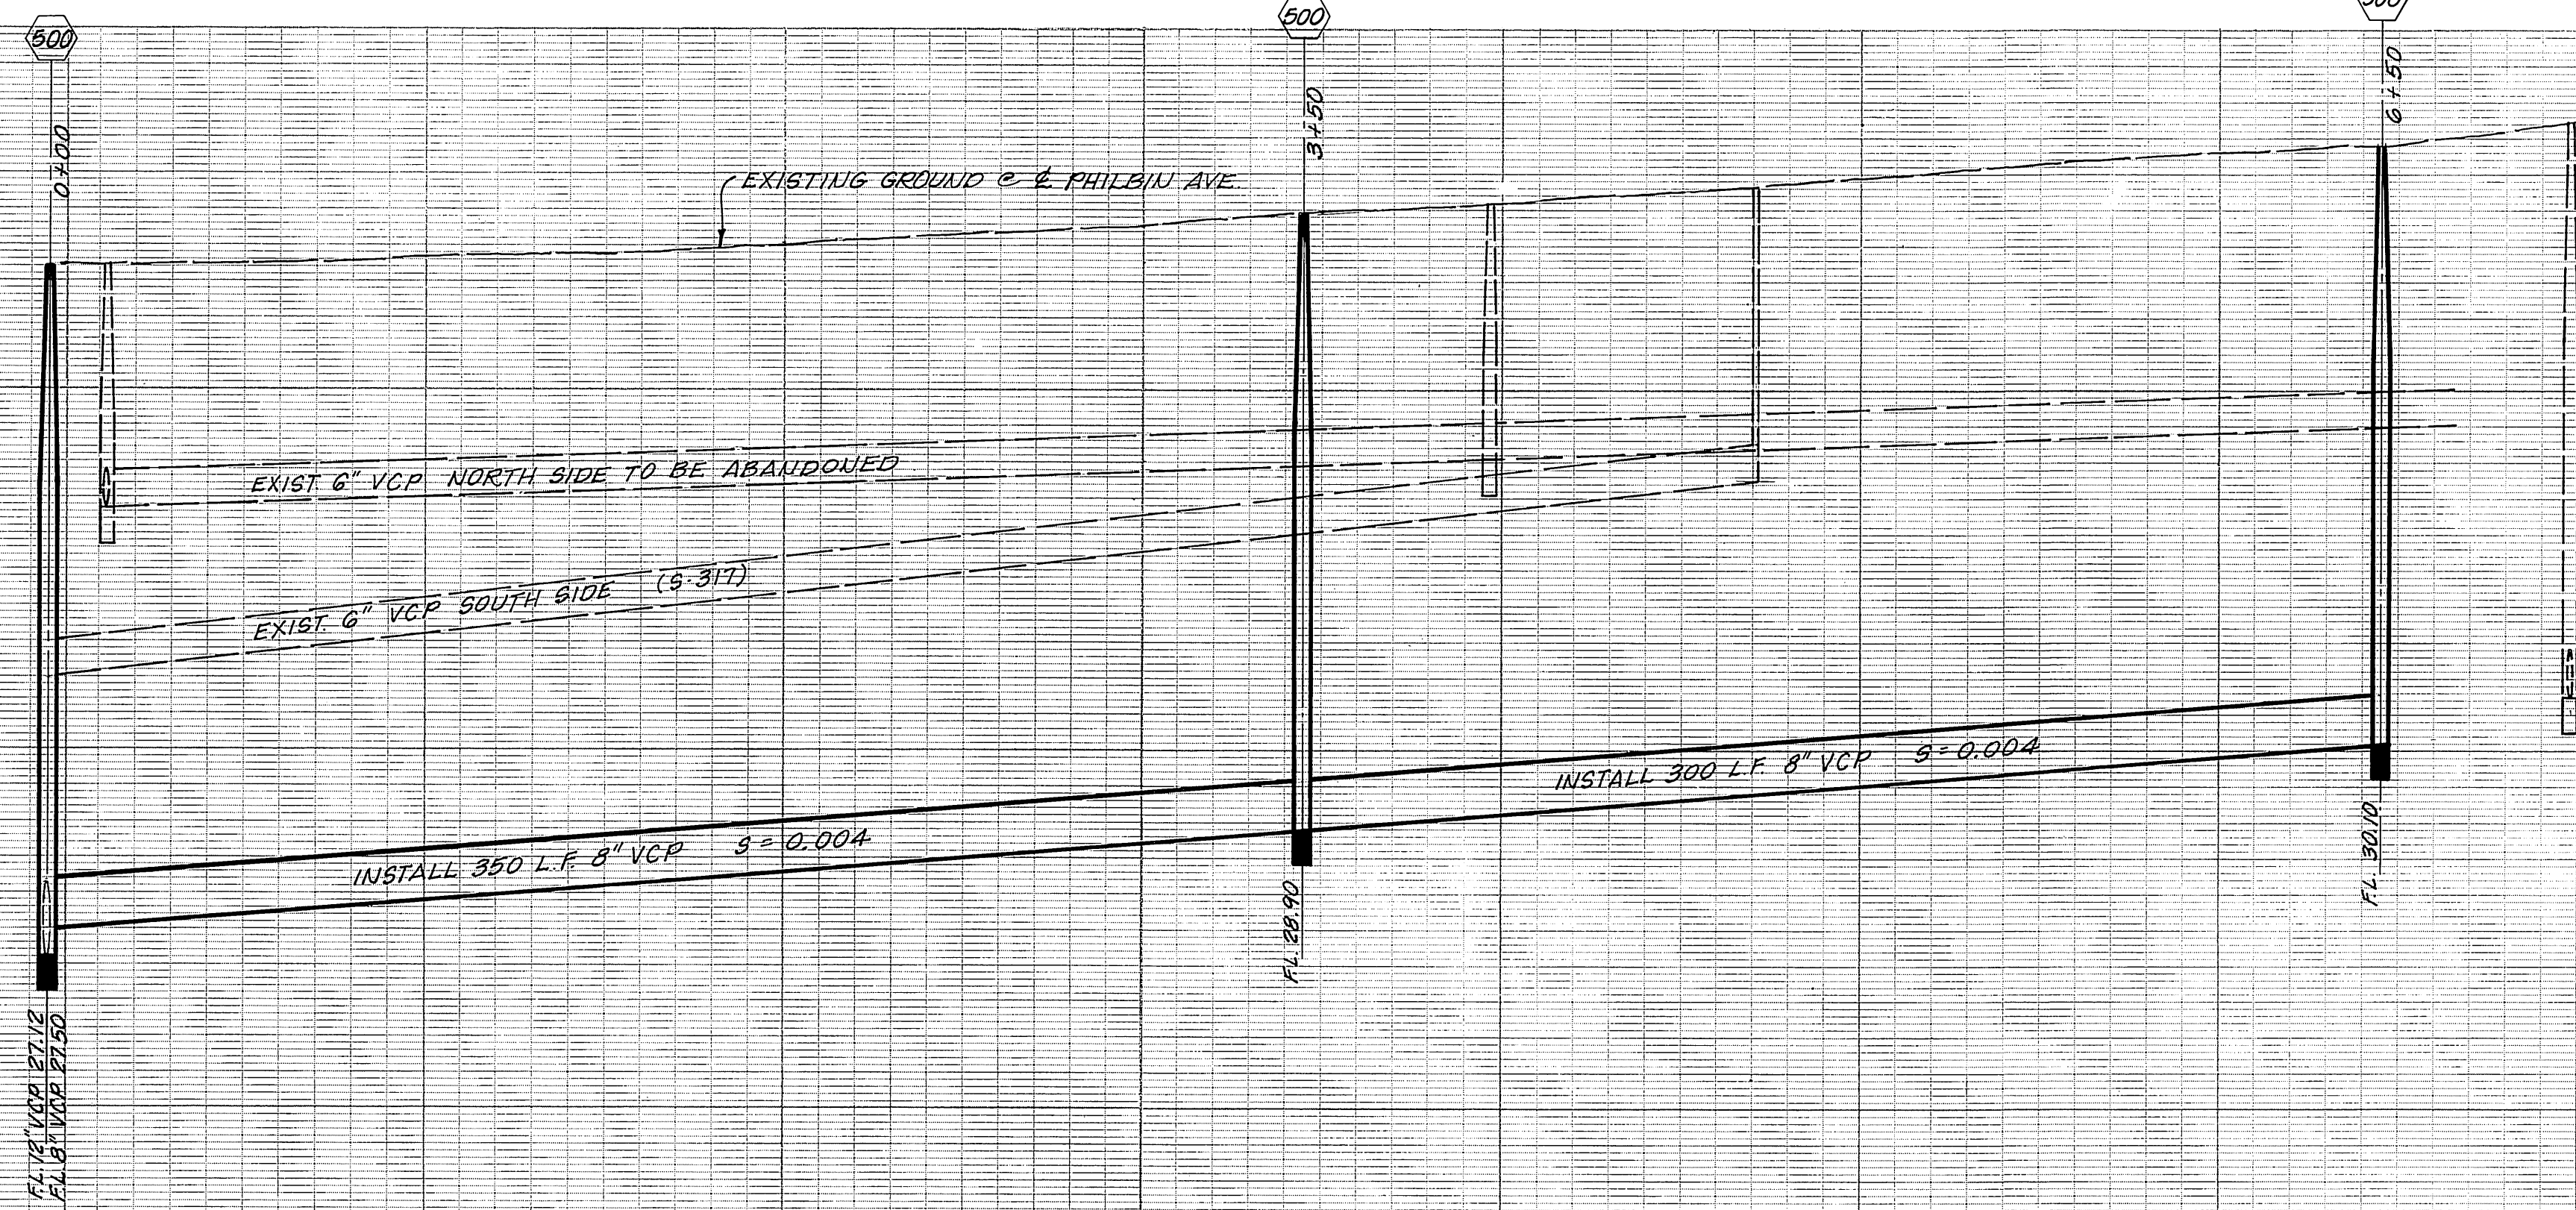 500
500
500
0+00
3+50
6+50
EXISTING GROUND @ ℄ PHILBIN AVE.
EXIST. 6" VCP NORTH SIDE TO BE ABANDONED
EXIST. 6" VCP SOUTH SIDE (S-317)
INSTALL 350 L.F. 8" VCP S = 0.004
INSTALL 300 L.F. 8" VCP S = 0.004
F.L. 12" VCP 27.12
F.L. 8" VCP 27.50
F.L. 28.90
F.L. 30.10